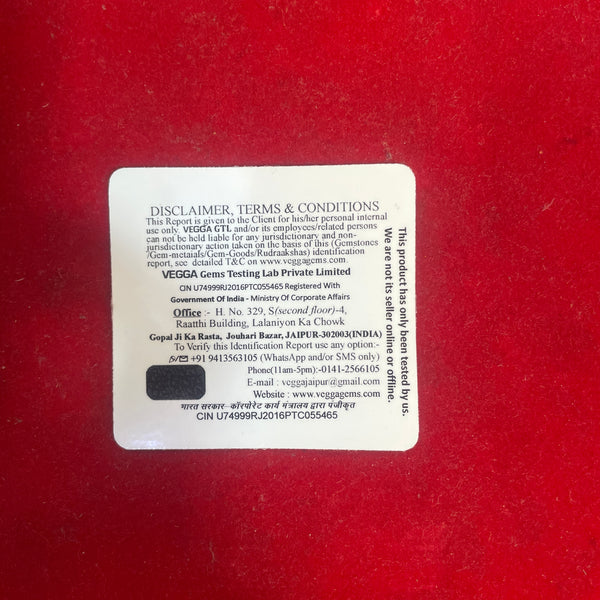 DISCLAIMER, TERMS & CONDITIONS
This Report is given to the Client for his/her personal internal
use only. VEGGA GTL and/or its employees/related persons
can not be held liable for any jurisdictionary and non-
jurisdictionary action taken on the basis of this (Gemstones
/Gem-metaials/Gem-Goods/Rudraakshas) identification
report, see detailed T&C on www.veggagems.com.
VEGGA Gems Testing Lab Private Limited
CIN U74999RJ2016PTC055465 Registered With
Government Of India - Ministry Of Corporate Affairs
Office :- H. No. 329, S(second floor)-4,
Raatthi Building, Lalaniyon Ka Chowk
Gopal Ji Ka Rasta, Jouhari Bazar, JAIPUR-302003(INDIA)
To Verify this Identification Report use any option:-
+91 9413563105 (WhatsApp and/or SMS only)
Phone(11am-5pm):-0141-2566105
E-mail : veggajaipur@gmail.com
Website : www.veggagems.com
भारत सरकार- कॉरपोरेट कार्य मंत्रालय द्वारा पंजीकृत
CIN U74999RJ2016PTC055465
This product has only been tested by us.
We are not its seller online or offline.